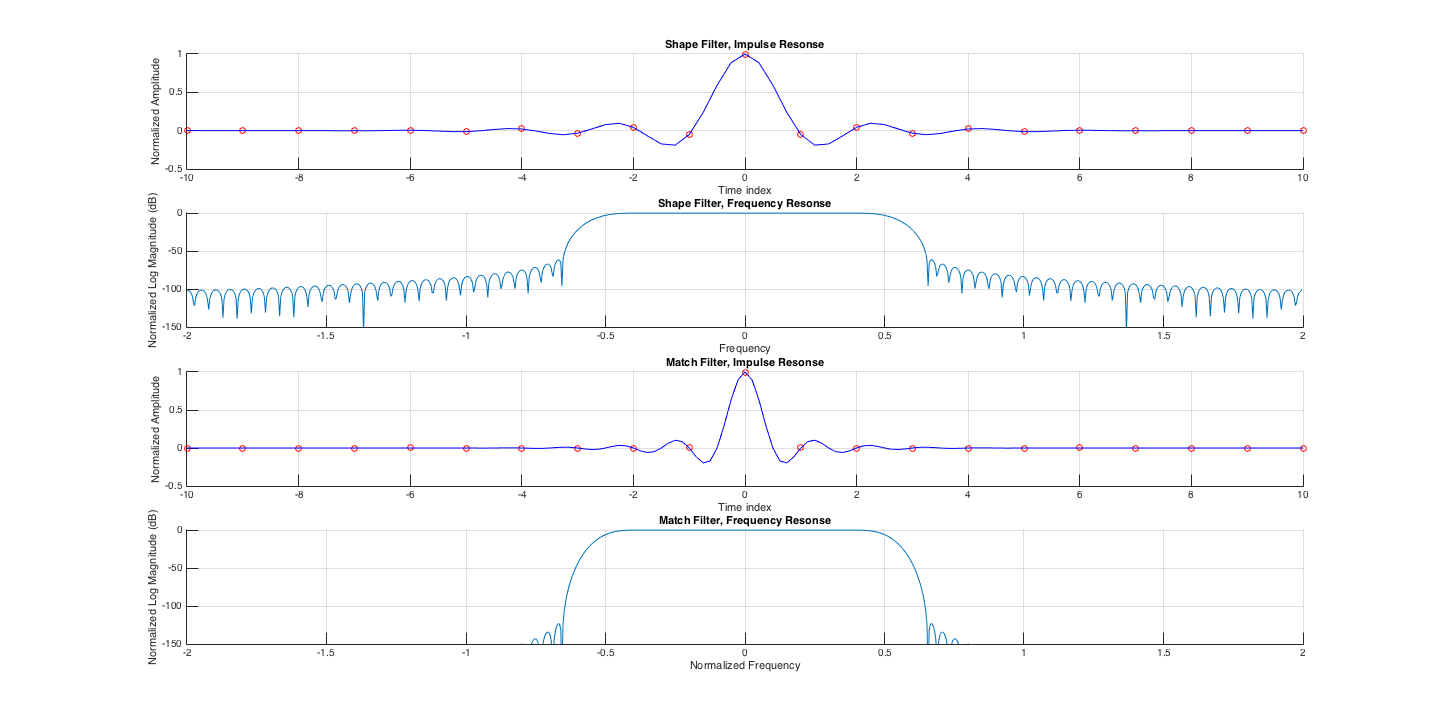 Shape Filter, Impulse Resonse
Normalized Amplitude
1
0.5
0
-0.5
-10 -8 -6 -4 -2 0 2 4 6 8 10
Time index
Shape Filter, Frequency Resonse
Normalized Log Magnitude (dB)
0
-50
-100
-150
-2 -1.5 -1 -0.5 0 0.5 1 1.5 2
Frequency
Match Filter, Impulse Resonse
Normalized Amplitude
1
0.5
0
-0.5
-10 -8 -6 -4 -2 0 2 4 6 8 10
Time index
Match Filter, Frequency Resonse
Normalized Log Magnitude (dB)
0
-50
-100
-150
-2 -1.5 -1 -0.5 0 0.5 1 1.5 2
Normalized Frequency